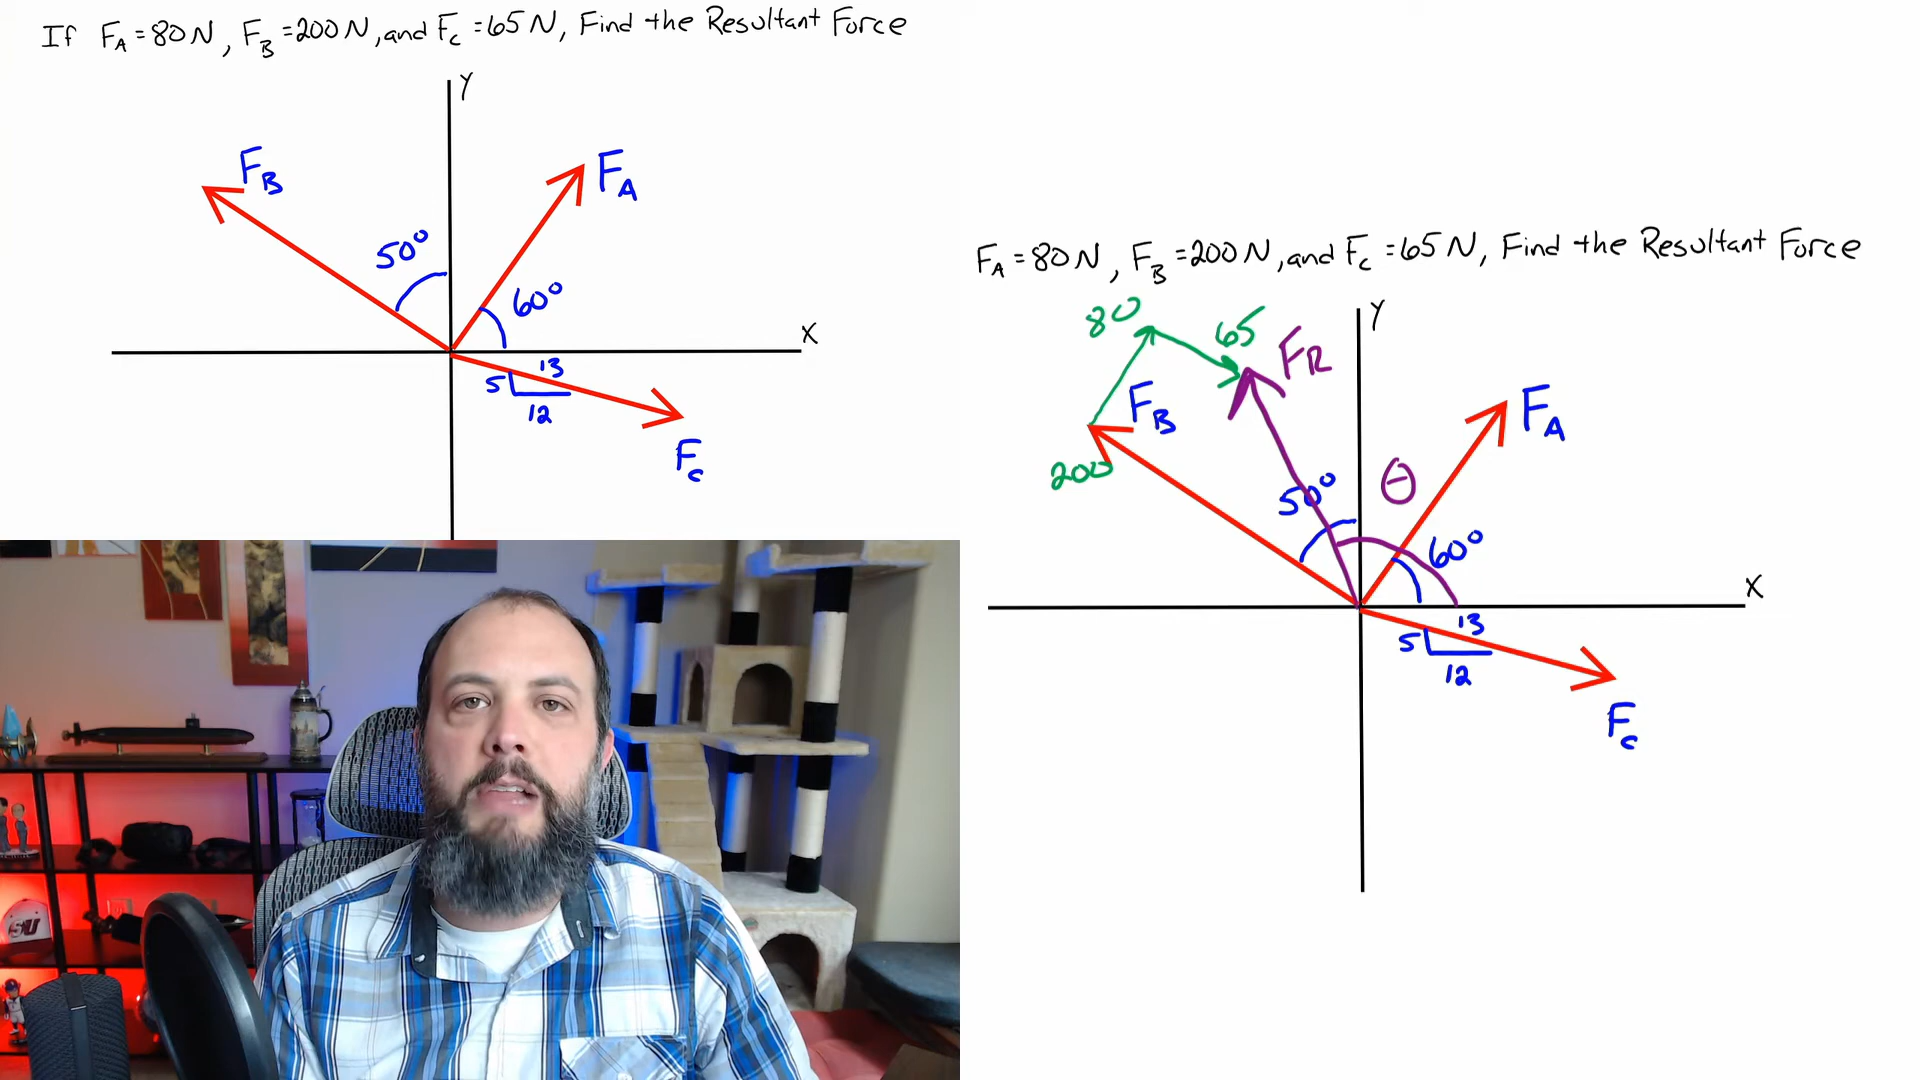 If F_A = 80 N, F_B = 200 N, and F_C = 65 N, Find the Resultant Force
Y
F_B
F_A
50°
60°
X
13
5
12
F_C
F_A = 80 N, F_B = 200 N, and F_C = 65 N, Find the Resultant Force
Y
80
65
F_R
F_B
F_A
200
50°
θ
60°
X
13
5
12
F_C
SU